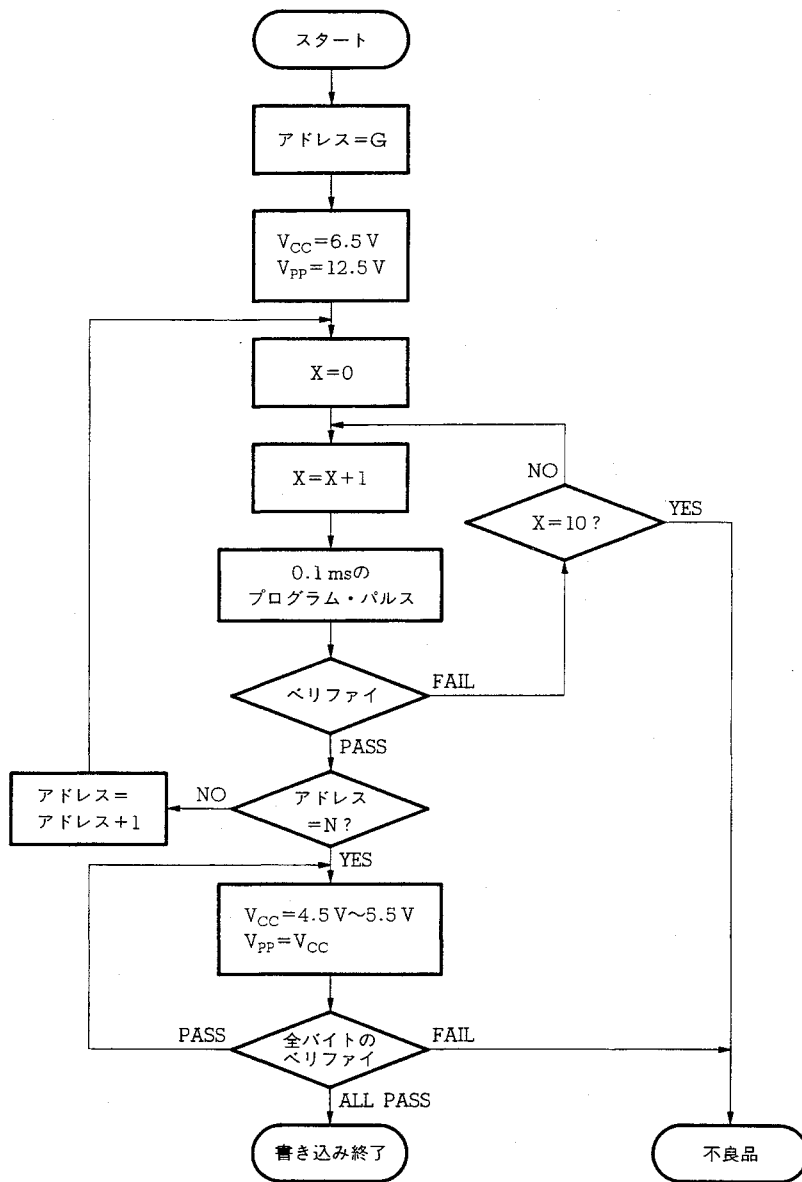 スタート
アドレス=G
VCC=6.5 V
VPP=12.5 V
X=0
X=X+1
NO
YES
X=10?
0.1 msの
プログラム・パルス
ベリファイ
FAIL
PASS
アドレス=
アドレス+1
NO
アドレス
=N?
YES
VCC=4.5 V～5.5 V
VPP=VCC
PASS
全バイトの
ベリファイ
FAIL
ALL PASS
書き込み終了
不良品